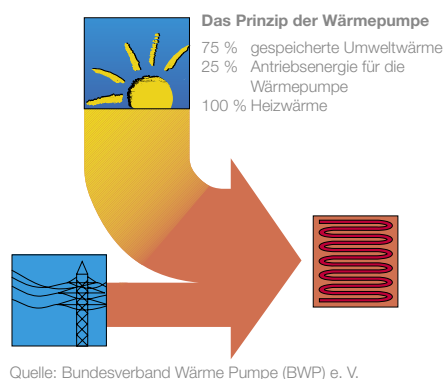 Das Prinzip der Wärmepumpe
75 % gespeicherte Umweltwärme
25 % Antriebsenergie für die
Wärmepumpe
100 % Heizwärme
Quelle: Bundesverband Wärme Pumpe (BWP) e. V.